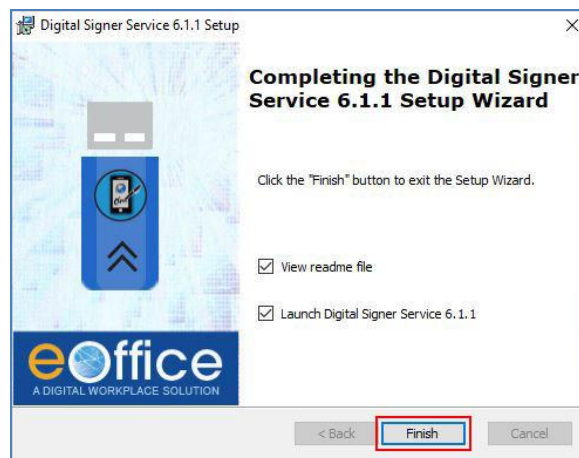 Digital Signer Service 6.1.1 Setup
Completing the Digital Signer
Service 6.1.1 Setup Wizard
Click the "Finish" button to exit the Setup Wizard.
View readme file
Launch Digital Signer Service 6.1.1
eOffice
A DIGITAL WORKPLACE SOLUTION
< Back Finish Cancel